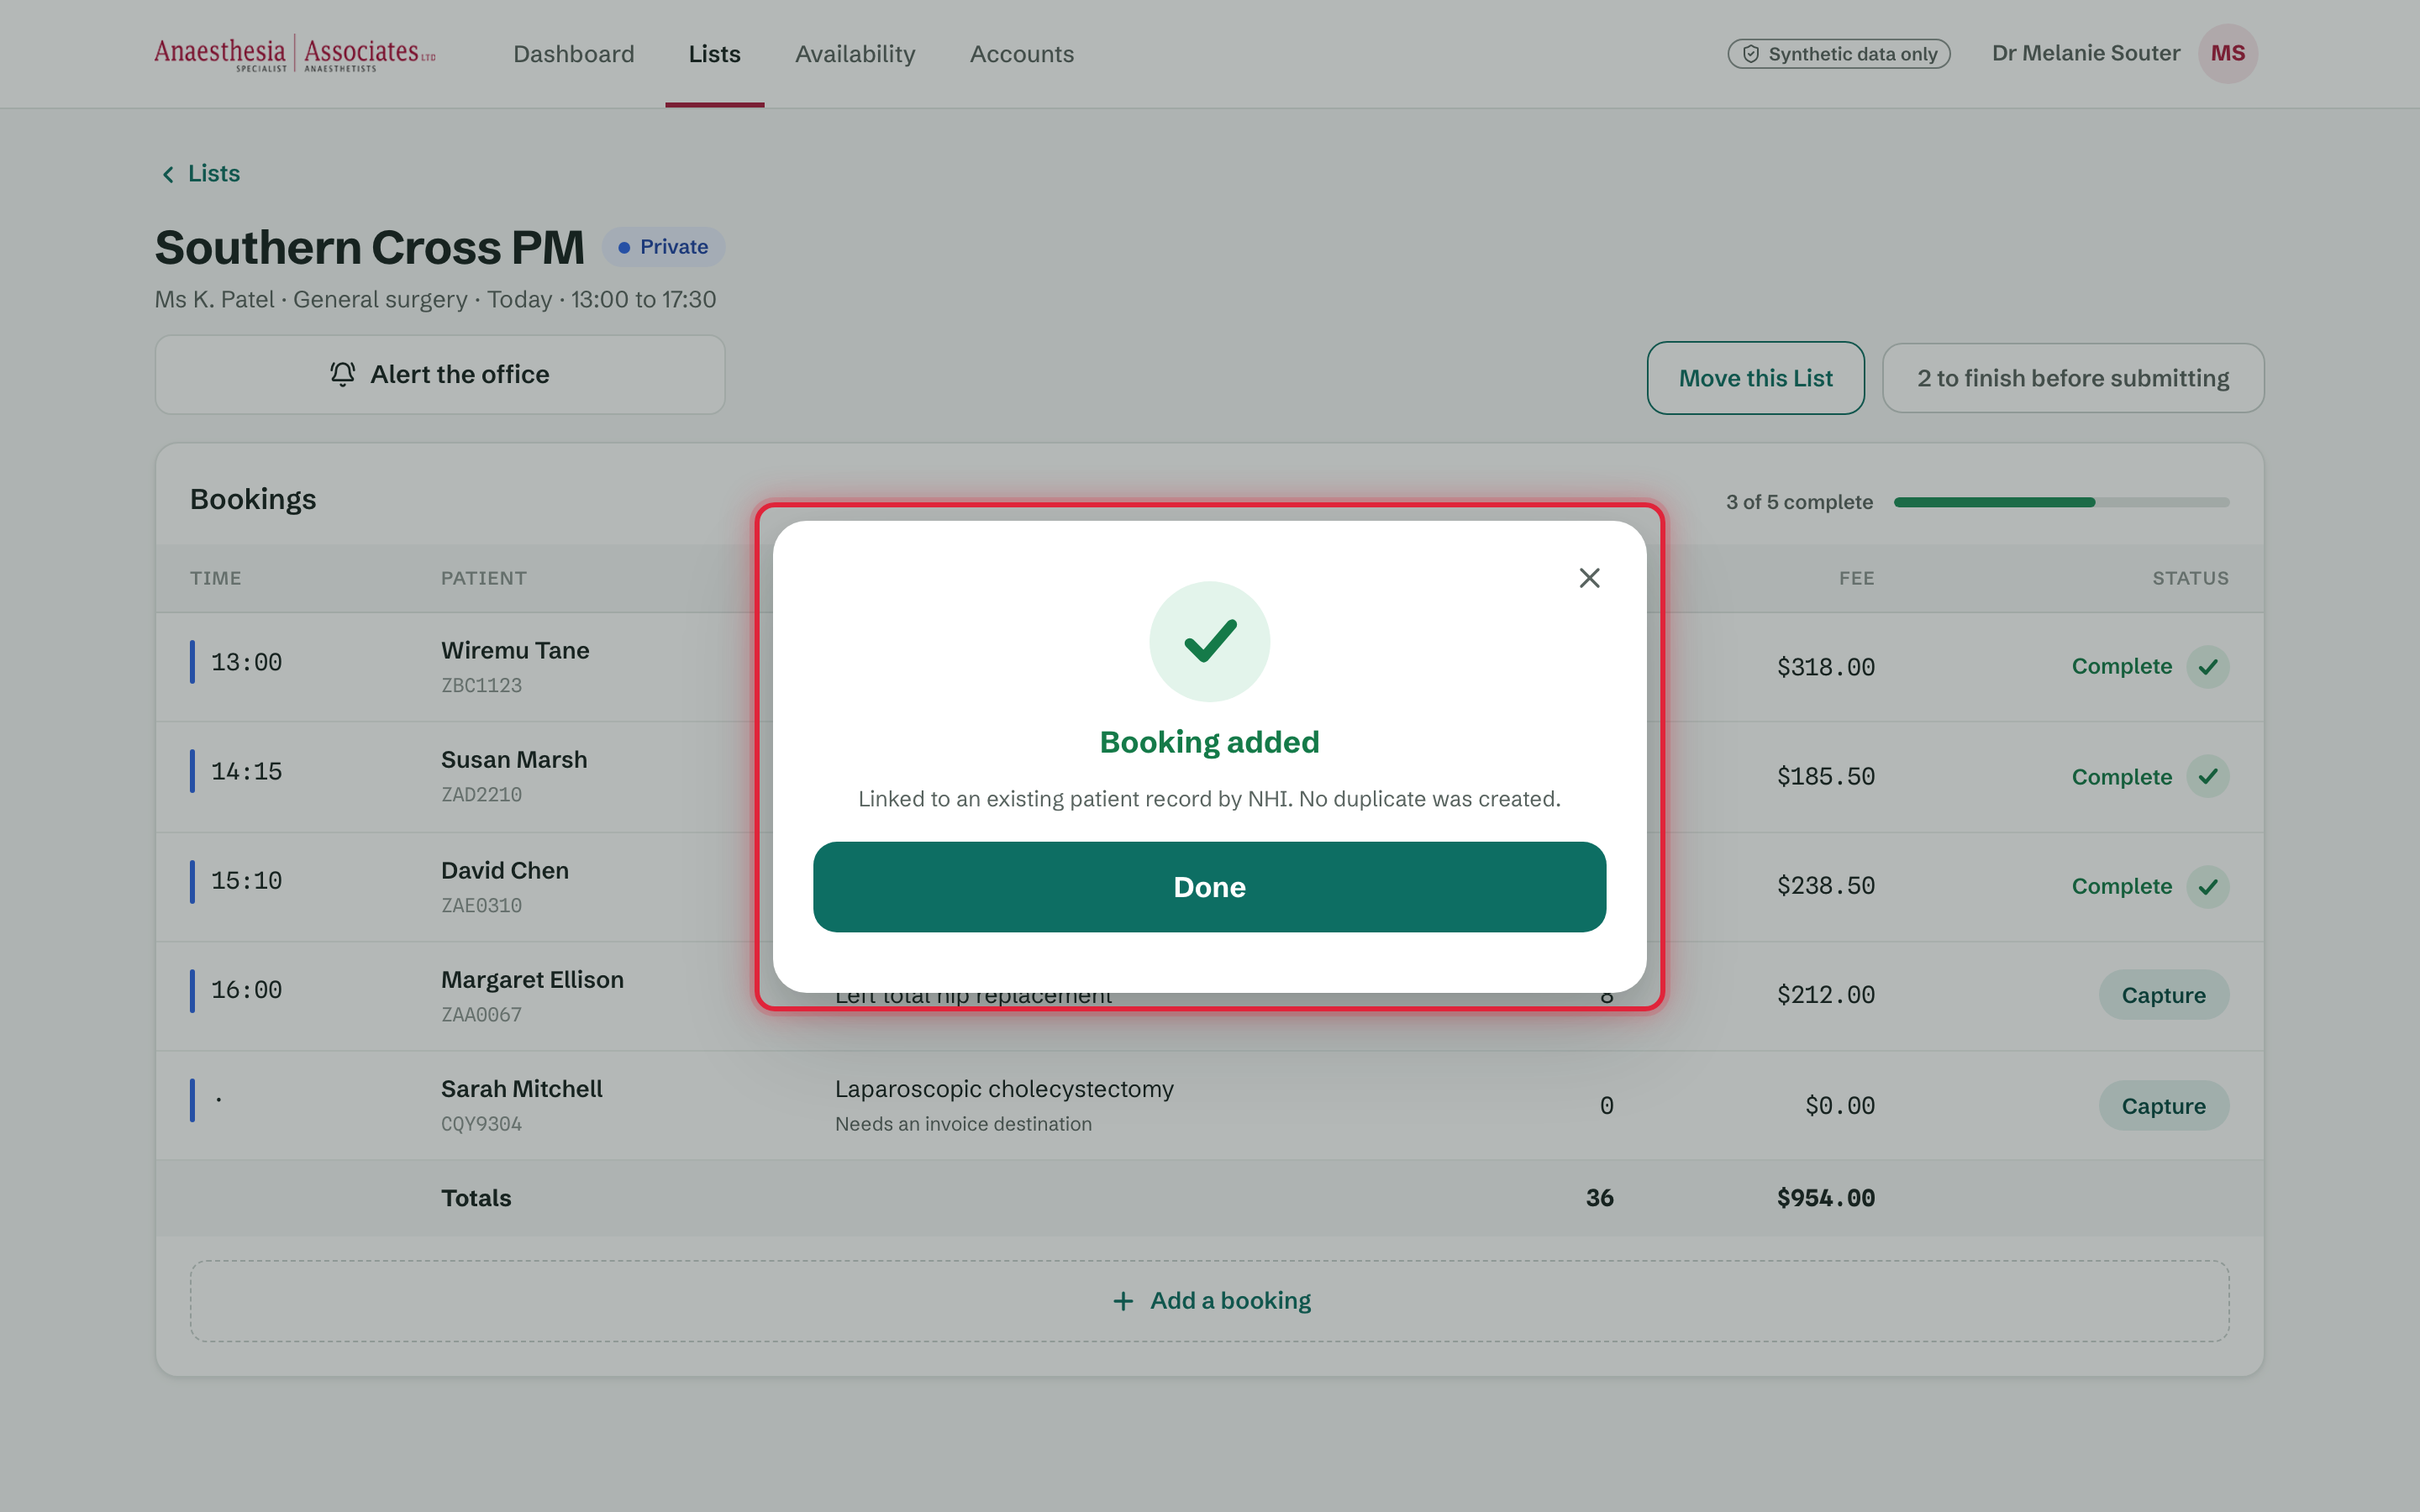 Anaesthesia | Associates LTD
SPECIALIST ANAESTHETISTS
Dashboard
Lists
Availability
Accounts
Synthetic data only
Dr Melanie Souter
MS
Lists
Southern Cross PM
Private
Ms K. Patel · General surgery · Today · 13:00 to 17:30
Alert the office
Move this List
2 to finish before submitting
Bookings
3 of 5 complete
TIME PATIENT FEE STATUS
13:00 Wiremu Tane $318.00 Complete
ZBC1123
14:15 Susan Marsh $185.50 Complete
ZAD2210
15:10 David Chen $238.50 Complete
ZAE0310
16:00 Margaret Ellison Left total hip replacement 8 $212.00 Capture
ZAA0067
· Sarah Mitchell Laparoscopic cholecystectomy 0 $0.00 Capture
CQY9304 Needs an invoice destination
Totals 36 $954.00
Add a booking
Booking added
Linked to an existing patient record by NHI. No duplicate was created.
Done